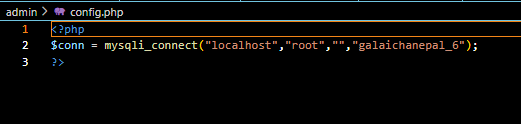 admin > config.php
1 <?php
2 $conn = mysqli_connect("localhost","root","","galaichanepal_6");
3 ?>